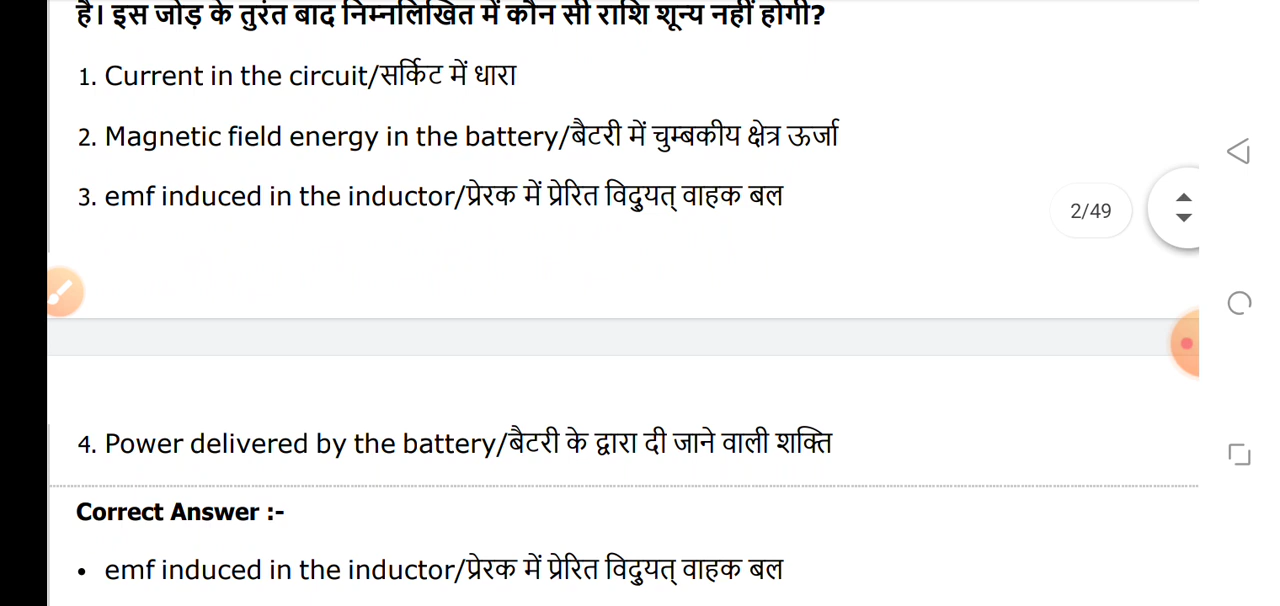 है। इस जोड़ के तुरंत बाद निम्नलिखित में कौन सी राशि शून्य नहीं होगी?
1. Current in the circuit/सर्किट में धारा
2. Magnetic field energy in the battery/बैटरी में चुम्बकीय क्षेत्र ऊर्जा
3. emf induced in the inductor/प्रेरक में प्रेरित विद्युयत् वाहक बल
2/49
4. Power delivered by the battery/बैटरी के द्वारा दी जाने वाली शक्ति
Correct Answer :-
• emf induced in the inductor/प्रेरक में प्रेरित विद्युयत् वाहक बल